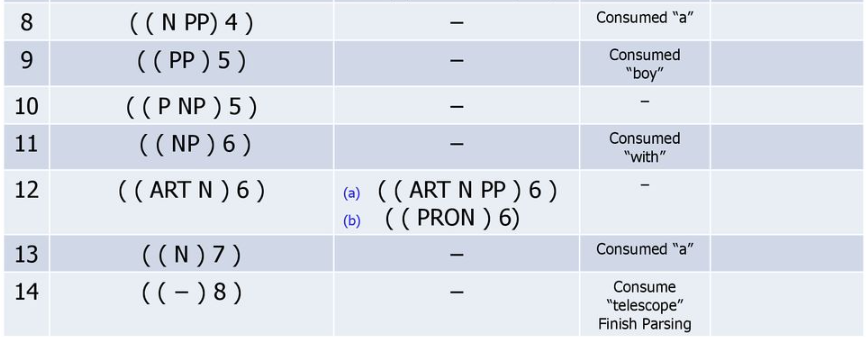 8 ( ( N PP) 4 ) – Consumed "a"
9 ( ( PP ) 5 ) – Consumed
"boy"
10 ( ( P NP ) 5 ) – –
11 ( ( NP ) 6 ) – Consumed
"with"
12 ( ( ART N ) 6 ) (a) ( ( ART N PP ) 6 ) –
(b) ( ( PRON ) 6)
13 ( ( N ) 7 ) – Consumed "a"
14 ( ( – ) 8 ) – Consume
"telescope"
Finish Parsing